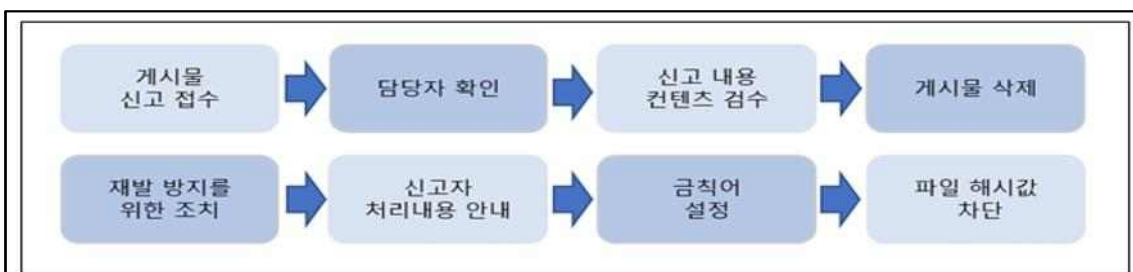 게시물
신고 접수
담당자 확인
신고 내용
컨텐츠 검수
게시물 삭제
재발 방지를
위한 조치
신고자
처리내용 안내
금칙어
설정
파일 해시값
차단